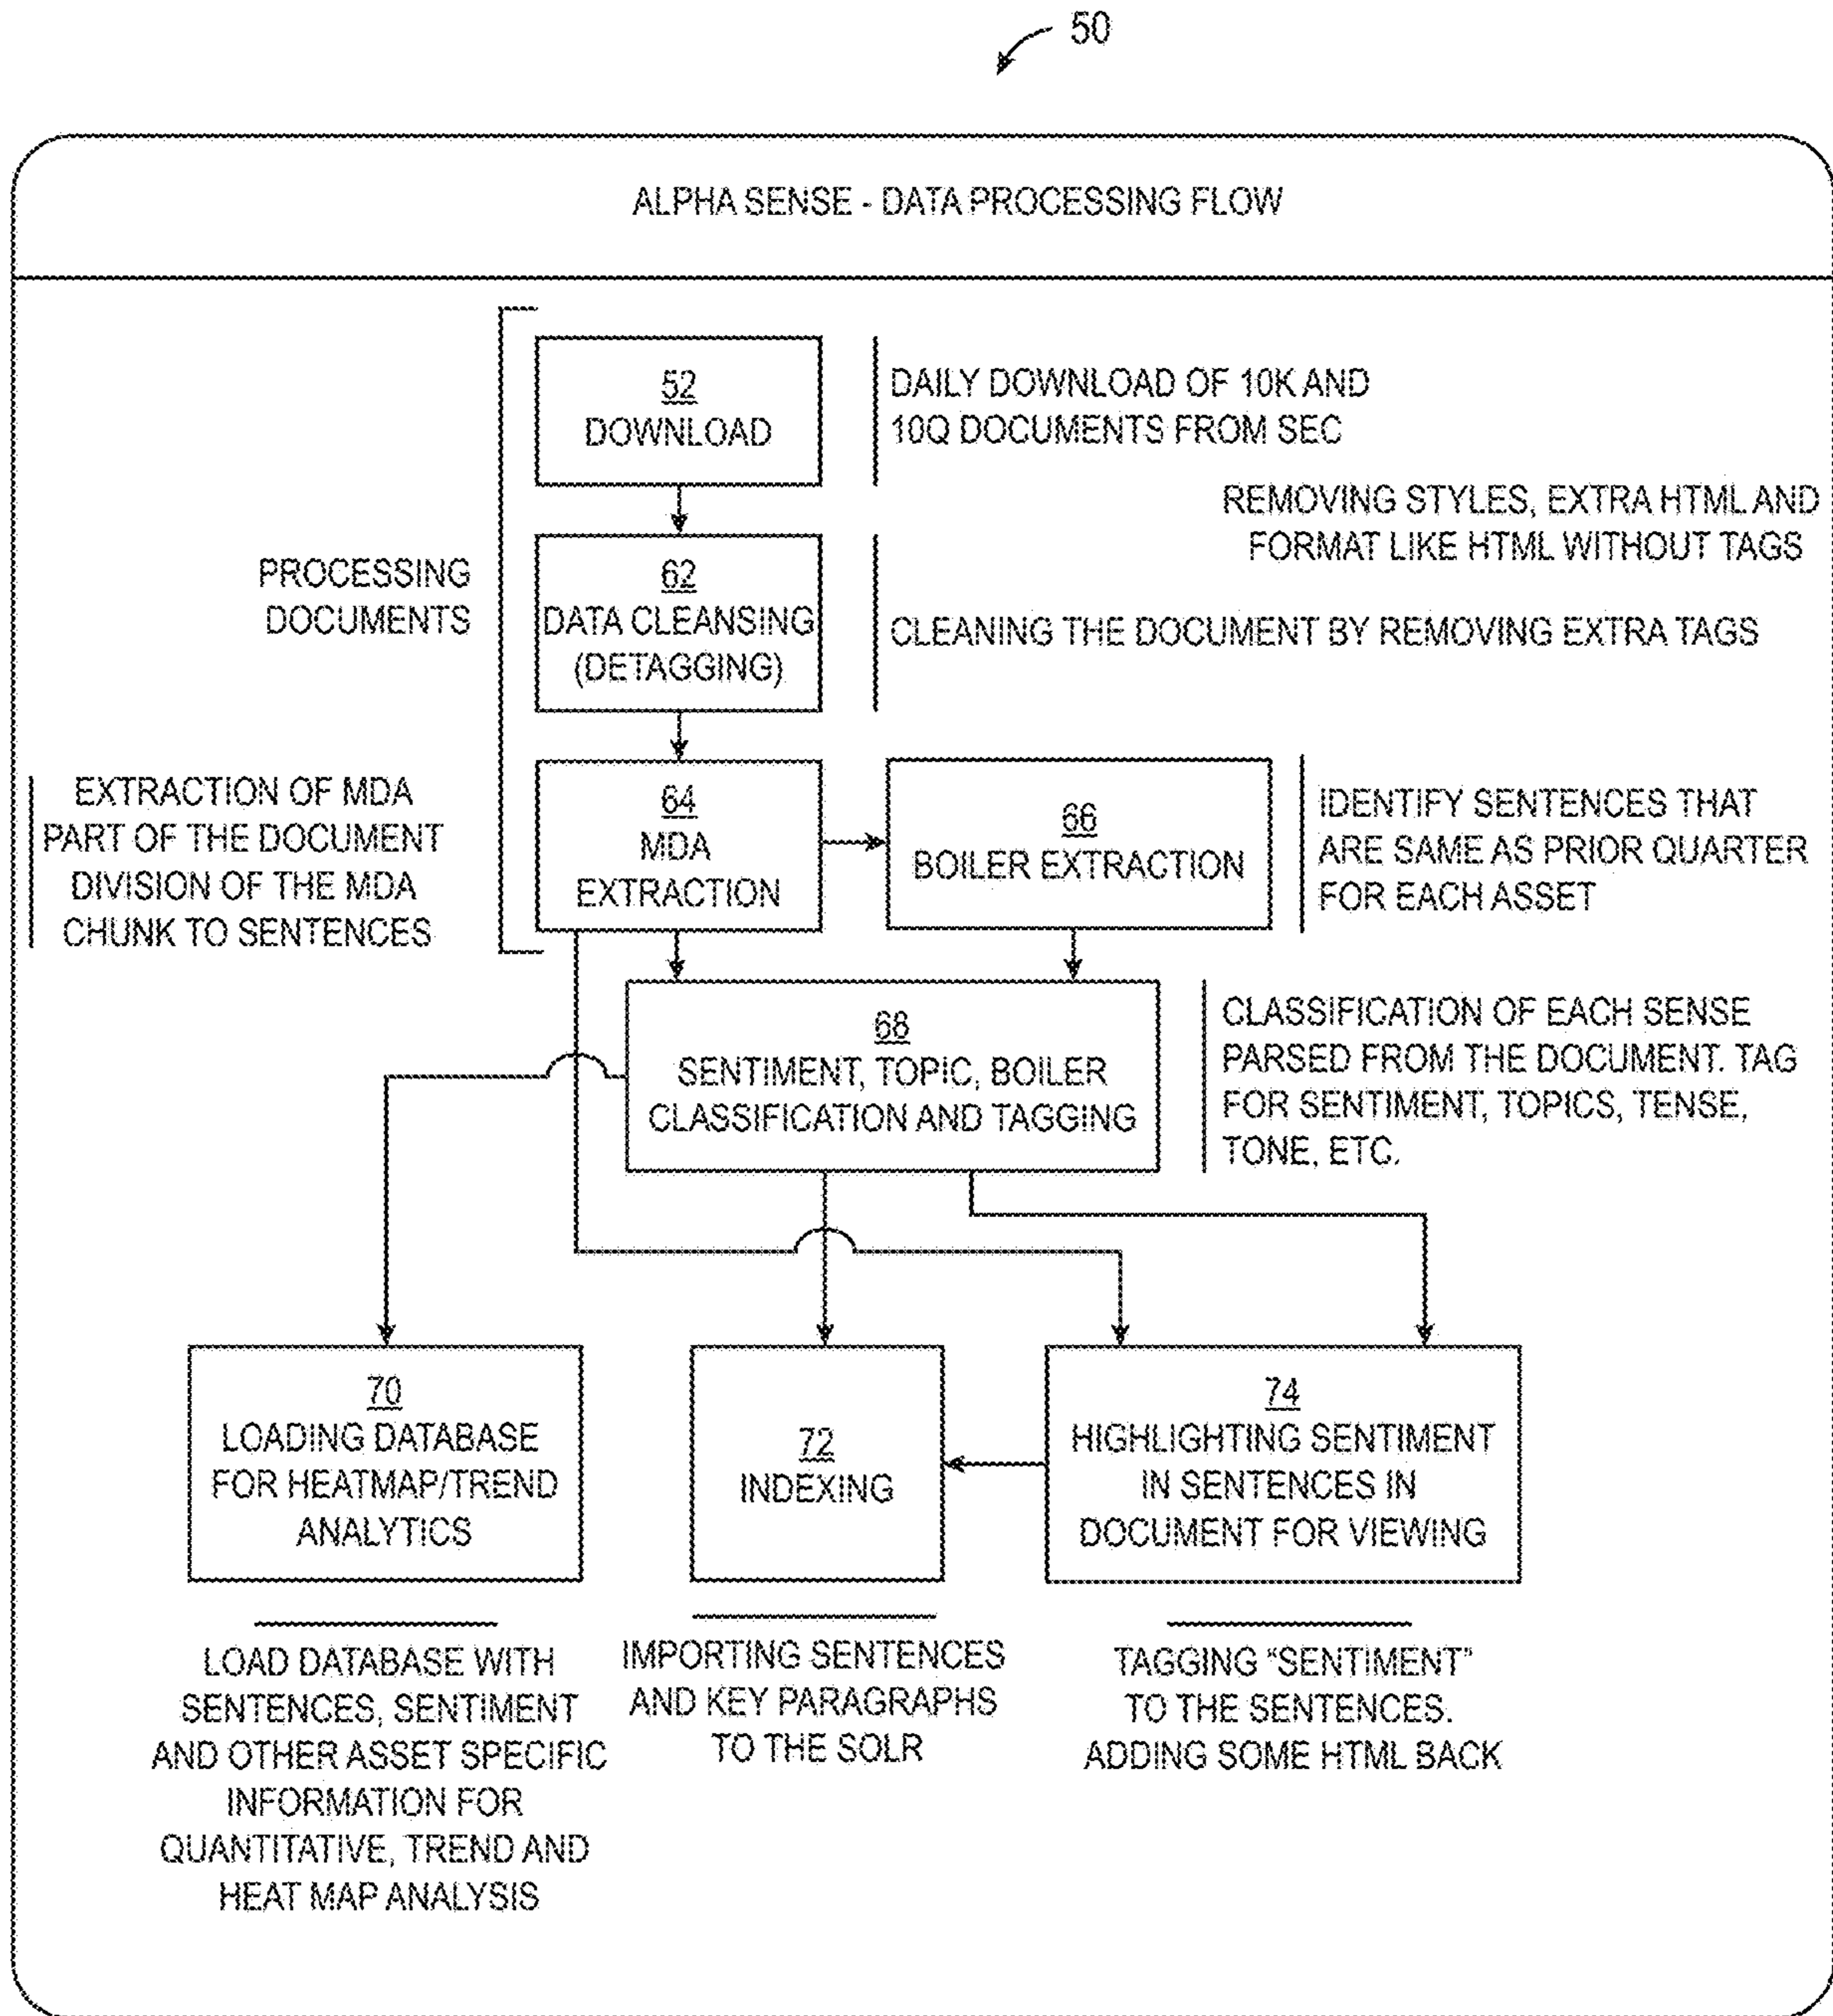 50
ALPHA SENSE - DATA PROCESSING FLOW
52
DOWNLOAD
DAILY DOWNLOAD OF 10K AND
10Q DOCUMENTS FROM SEC
REMOVING STYLES, EXTRA HTML AND
FORMAT LIKE HTML WITHOUT TAGS
PROCESSING
DOCUMENTS
62
DATA CLEANSING
(DETAGGING)
CLEANING THE DOCUMENT BY REMOVING EXTRA TAGS
EXTRACTION OF MDA
PART OF THE DOCUMENT
DIVISION OF THE MDA
CHUNK TO SENTENCES
64
MDA
EXTRACTION
66
BOILER EXTRACTION
IDENTIFY SENTENCES THAT
ARE SAME AS PRIOR QUARTER
FOR EACH ASSET
68
SENTIMENT, TOPIC, BOILER
CLASSIFICATION AND TAGGING
CLASSIFICATION OF EACH SENSE
PARSED FROM THE DOCUMENT. TAG
FOR SENTIMENT, TOPICS, TENSE,
TONE, ETC.
70
LOADING DATABASE
FOR HEATMAP/TREND
ANALYTICS
72
INDEXING
74
HIGHLIGHTING SENTIMENT
IN SENTENCES IN
DOCUMENT FOR VIEWING
LOAD DATABASE WITH
SENTENCES, SENTIMENT
AND OTHER ASSET SPECIFIC
INFORMATION FOR
QUANTITATIVE, TREND AND
HEAT MAP ANALYSIS
IMPORTING SENTENCES
AND KEY PARAGRAPHS
TO THE SOLR
TAGGING “SENTIMENT”
TO THE SENTENCES.
ADDING SOME HTML BACK